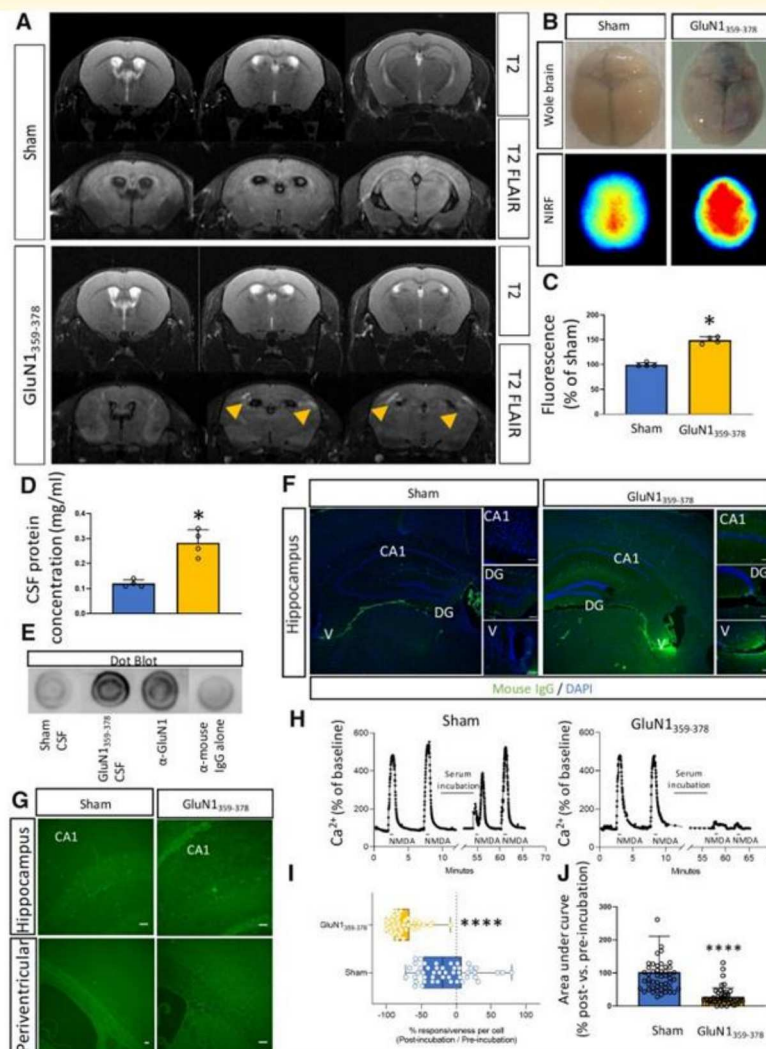 A
Sham
T2
T2 FLAIR
GluN1359-378
T2
T2 FLAIR
B
Sham
GluN1359-378
Wole brain
NIRF
C
Fluorescence
(% of sham)
200
150
100
50
0
*
Sham
GluN1359-378
D
CSF protein
concentration (mg/ml)
0.4
0.3
0.2
0.1
0.0
*
E
Dot Blot
Sham
CSF
GluN1359-378
CSF
α-GluN1
α-mouse
IgG alone
F
Sham
GluN1359-378
Hippocampus
CA1
DG
V
CA1
DG
V
CA1
DG
V
CA1
DG
V
Mouse IgG / DAPI
G
Sham
GluN1359-378
Hippocampus
CA1
CA1
Periventricular
H
Sham
GluN1359-378
Ca2+ (% of baseline)
600
400
200
0
Serum
incubation
NMDA
NMDA
NMDA
NMDA
0 5 10 55 60 65 70
Minutes
Ca2+ (% of baseline)
600
400
200
0
Serum
incubation
NMDA
NMDA
NMDA
NMDA
0 5 10 55 60 65
Minutes
I
GluN1359-378
****
Sham
-100 -50 0 50 100
% responsiveness per cell
(Post-incubation / Pre-incubation)
J
Area under curve
(% post- vs. pre-incubation)
300
200
100
0
****
Sham
GluN1359-378